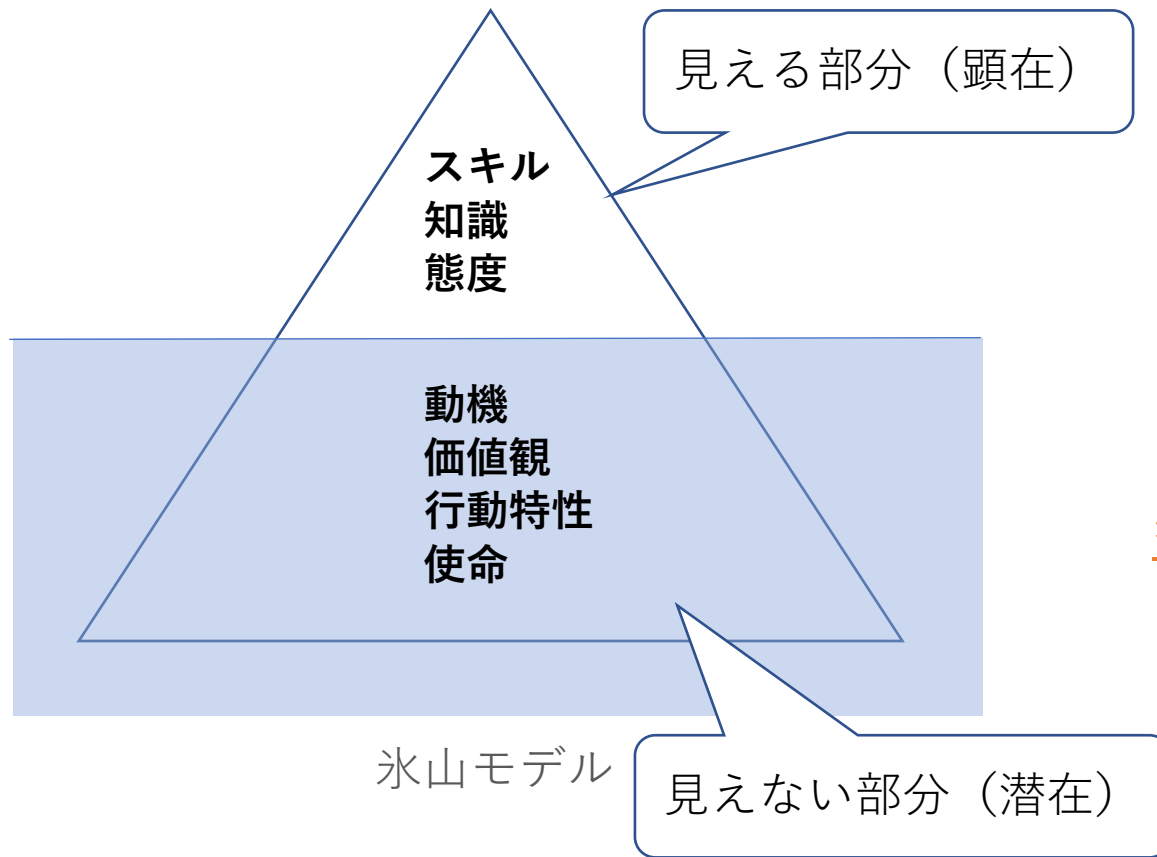 見える部分（顕在）
スキル
知識
態度
動機
価値観
行動特性
使命
氷山モデル
見えない部分（潜在）